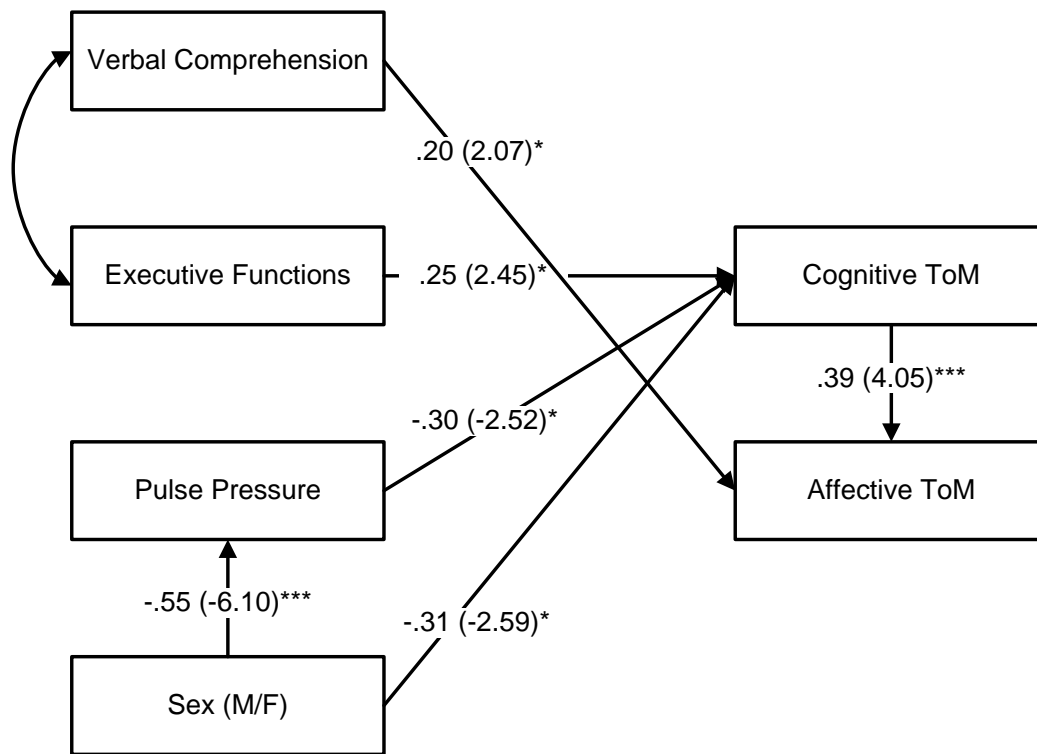 Verbal Comprehension
.20 (2.07)*
Executive Functions
.25 (2.45)*
Cognitive ToM
.39 (4.05)***
-.30 (-2.52)*
Pulse Pressure
Affective ToM
-.55 (-6.10)***
-.31 (-2.59)*
Sex (M/F)